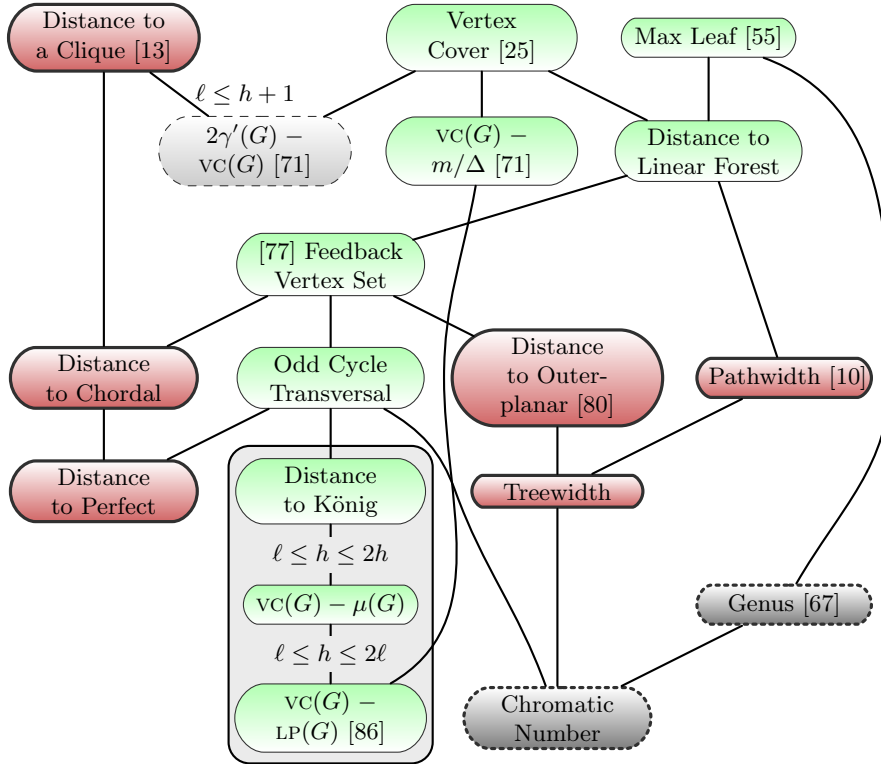 Distance to
a Clique [13]
Vertex
Cover [25]
Max Leaf [55]
ℓ ≤ h + 1
2γ′(G) −
VC(G) [71]
VC(G) −
m/Δ [71]
Distance to
Linear Forest
[77] Feedback
Vertex Set
Distance
to Chordal
Odd Cycle
Transversal
Distance
to Outer-
planar [80]
Pathwidth [10]
Distance
to Perfect
Distance
to König
Treewidth
ℓ ≤ h ≤ 2h
VC(G) − μ(G)
Genus [67]
ℓ ≤ h ≤ 2ℓ
VC(G) −
LP(G) [86]
Chromatic
Number